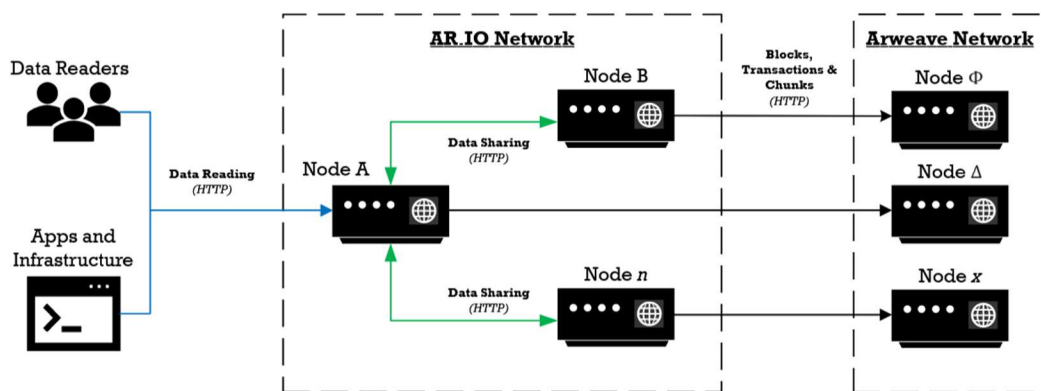 AR.IO Network
Arweave Network
Data Readers
Blocks,
Transactions &
Chunks
(HTTP)
Node B
Node Φ
Data Sharing
(HTTP)
Node A
Data Reading
(HTTP)
Node Δ
Apps and
Infrastructure
Node n
Node x
Data Sharing
(HTTP)
>_